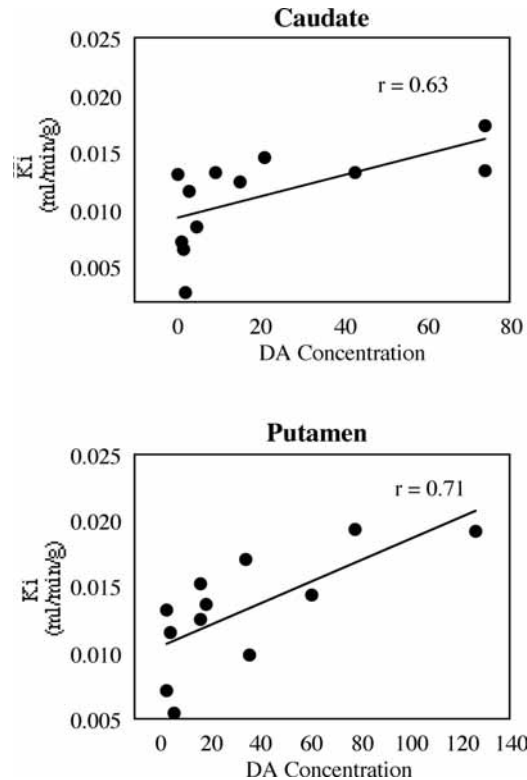 Caudate
0.025
r = 0.63
0.020
0.015
0.010
0.005
Ki
(ml/min/g)
0 20 40 60 80
DA Concentration
Putamen
0.025
r = 0.71
0.020
0.015
0.010
0.005
Ki
(ml/min/g)
0 20 40 60 80 100 120 140
DA Concentration